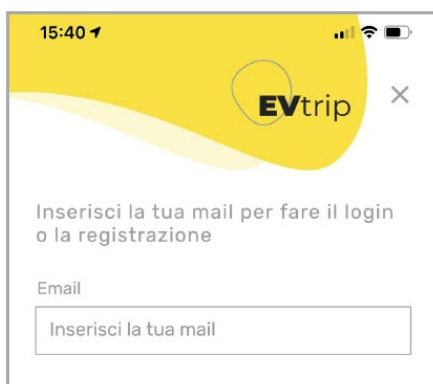 15:40
EVtrip
Inserisci la tua mail per fare il login
o la registrazione
Email
Inserisci la tua mail